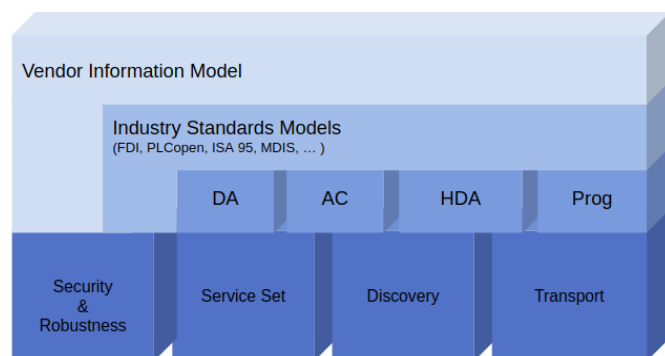 Vendor Information Model
Industry Standards Models
(FDI, PLCopen, ISA 95, MDIS, ... )
DA AC HDA Prog
Security
&
Robustness
Service Set
Discovery
Transport